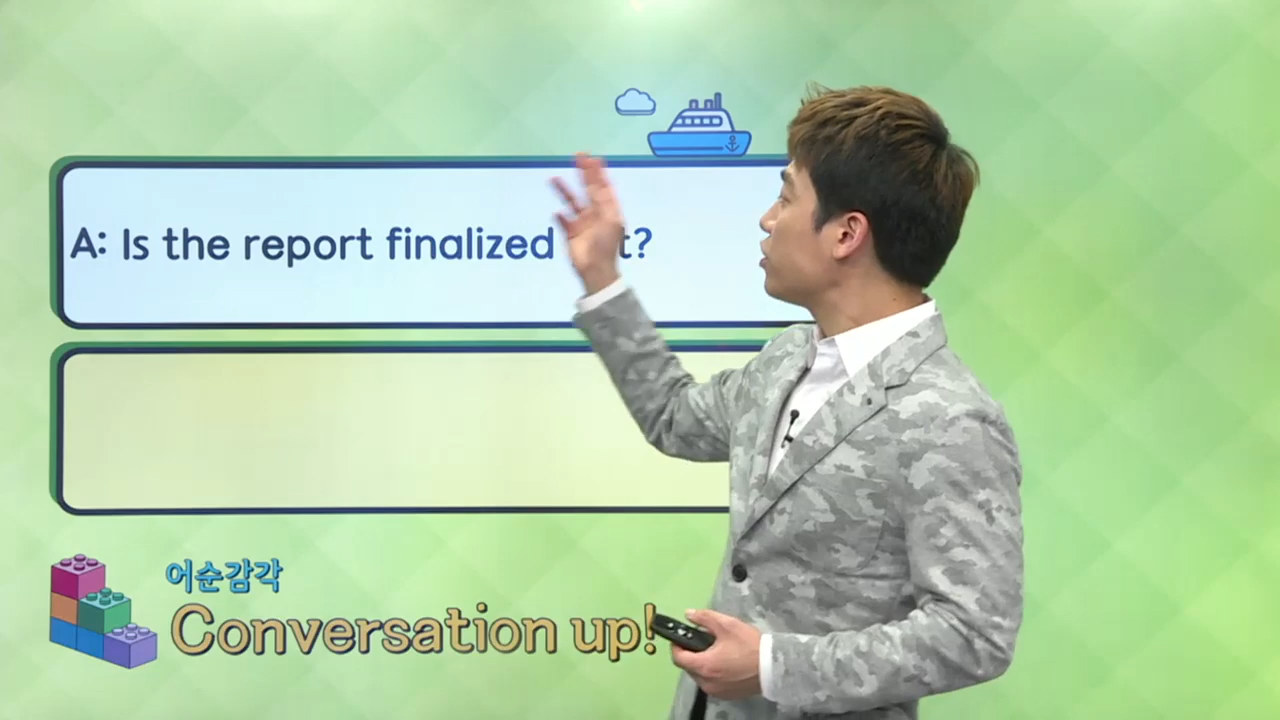 A: Is the report finalized
어순감각
Conversation up!